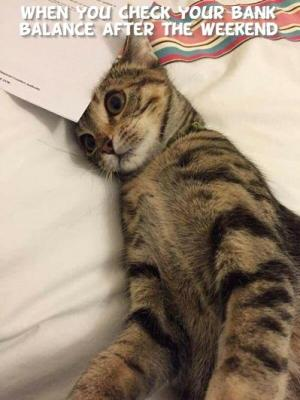 WHEN YOU CHECK YOUR BANK
BALANCE AFTER THE WEEKEND